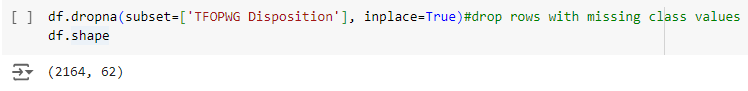 [ ] df.dropna(subset=['TFOPWG Disposition'], inplace=True)#drop rows with missing class values
df.shape
(2164, 62)